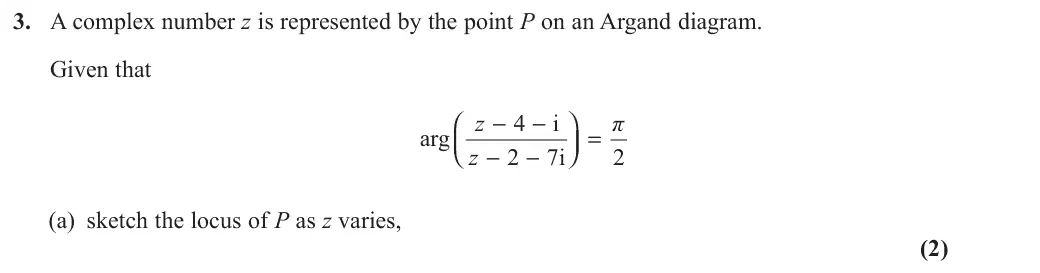 3. A complex number z is represented by the point P on an Argand diagram.
Given that
arg((z − 4 − i)/(z − 2 − 7i)) = π/2
(a) sketch the locus of P as z varies,
(2)